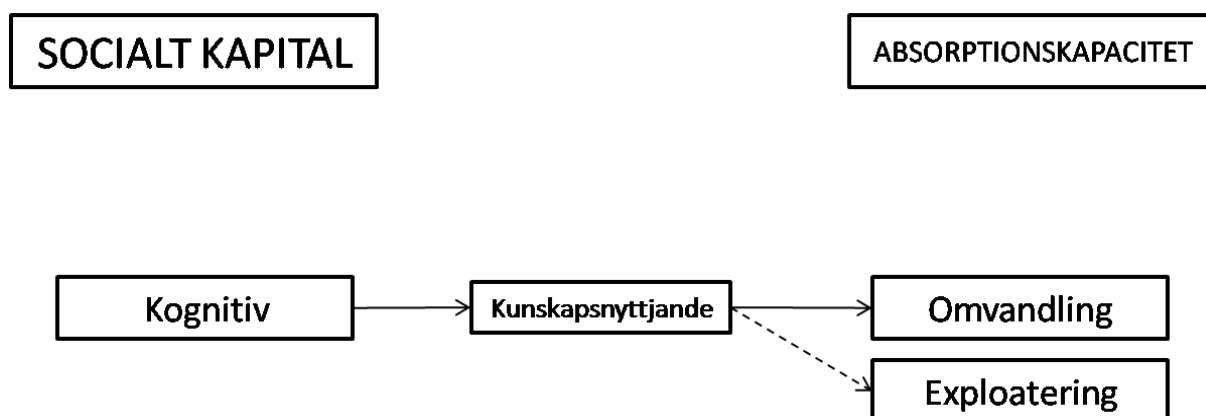 SOCIALT KAPITAL
ABSORPTIONSKAPACITET
Kognitiv
Kunskapsnyttjande
Omvandling
Exploatering